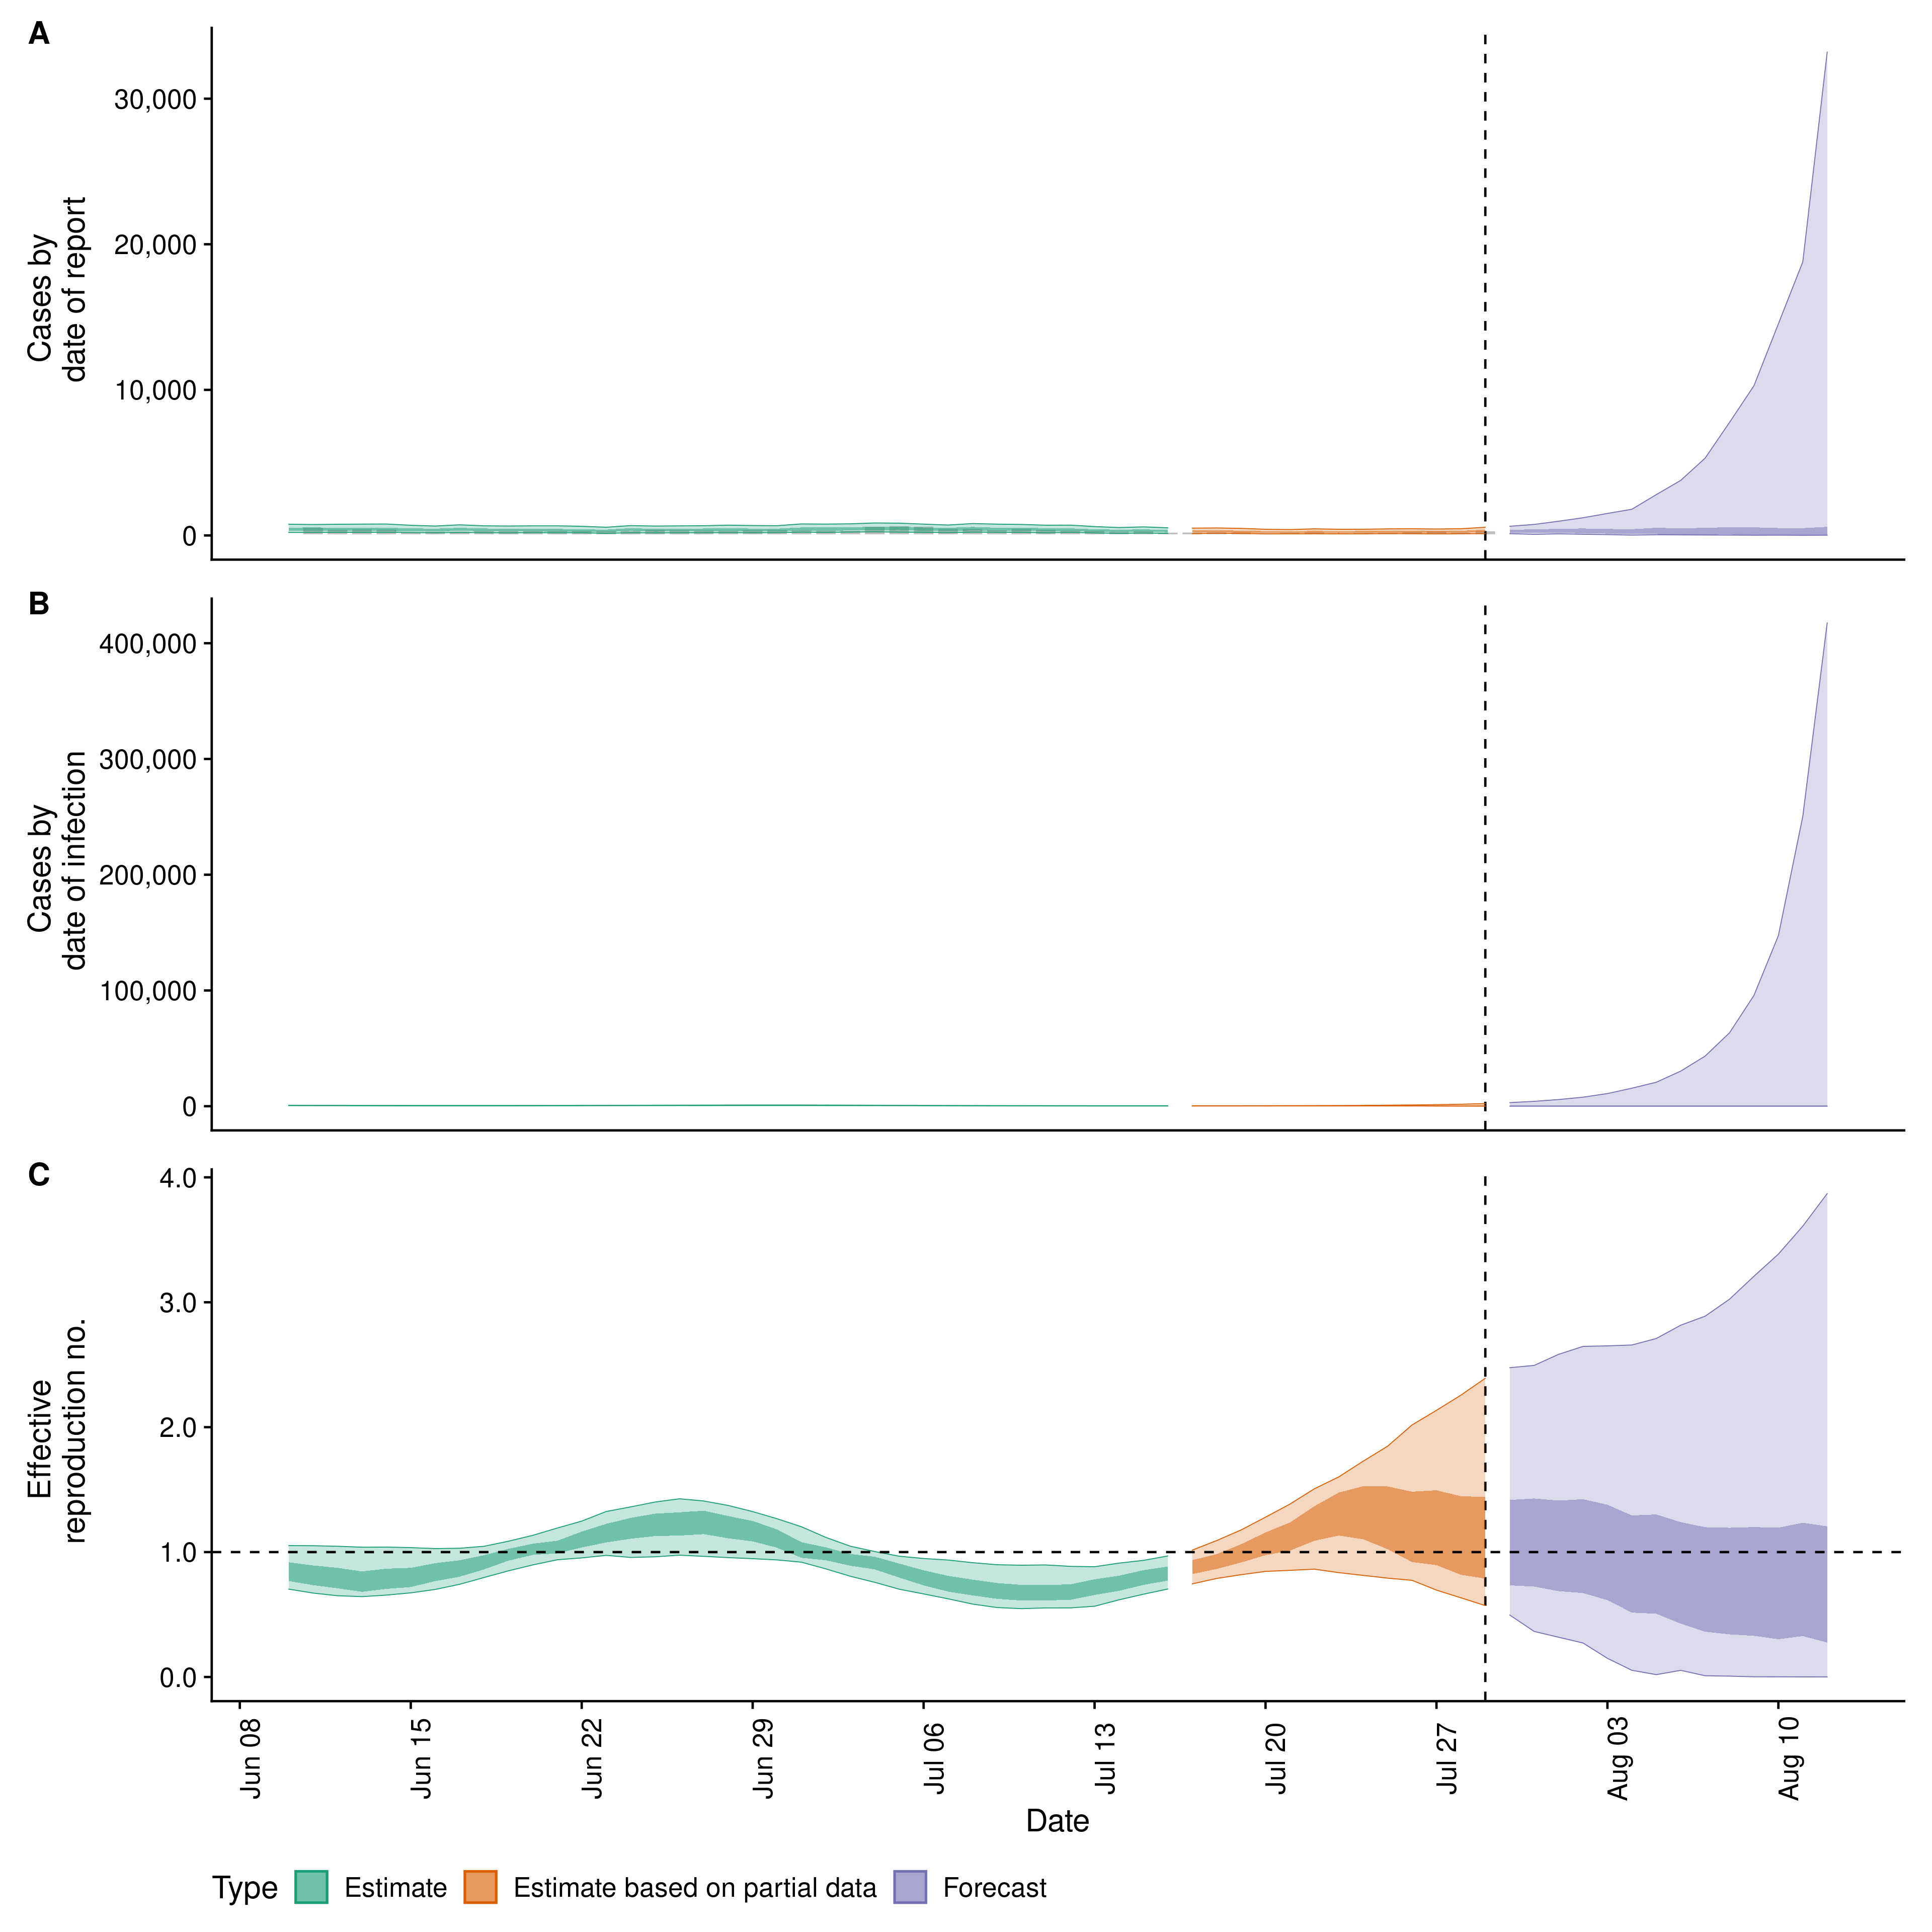 A
Cases by
date of report
30,000
20,000
10,000
0
B
Cases by
date of infection
400,000
300,000
200,000
100,000
0
C
Effective
reproduction no.
4.0
3.0
2.0
1.0
0.0
Jun 08
Jun 15
Jun 22
Jun 29
Jul 06
Jul 13
Jul 20
Jul 27
Aug 03
Aug 10
Date
Type Estimate Estimate based on partial data Forecast